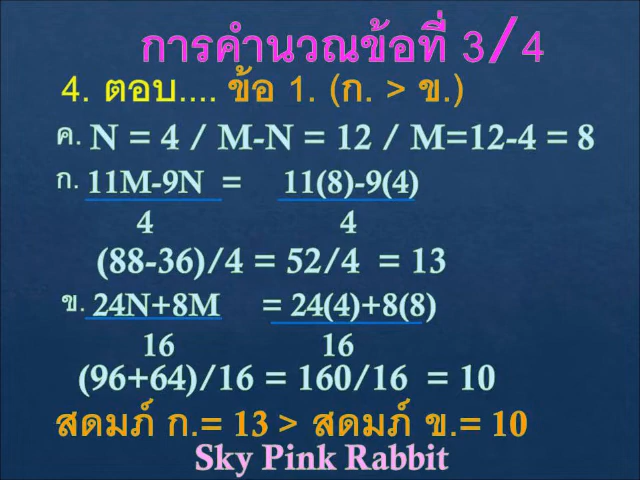 การคำนวณข้อที่ 3/4
4. ตอบ.... ข้อ 1. (ก. > ข.)
ค. N = 4 / M-N = 12 / M=12-4 = 8
ก. 11M-9N = 11(8)-9(4)
4 4
(88-36)/4 = 52/4 = 13
ข. 24N+8M = 24(4)+8(8)
16 16
(96+64)/16 = 160/16 = 10
สดมภ์ ก.= 13 > สดมภ์ ข.= 10
Sky Pink Rabbit